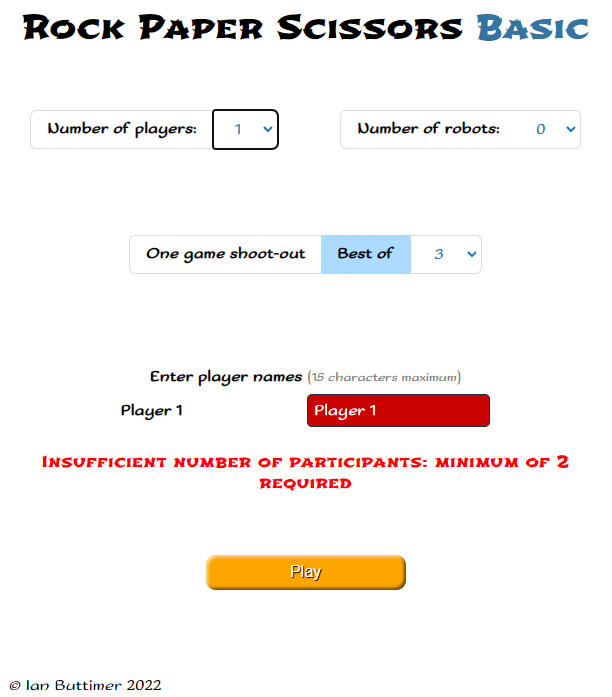 Rock Paper Scissors Basic
Number of players: 1
Number of robots: 0
One game shoot-out Best of 3
Enter player names (15 characters maximum)
Player 1 Player 1
Insufficient number of participants: minimum of 2
required
Play
© Ian Buttimer 2022